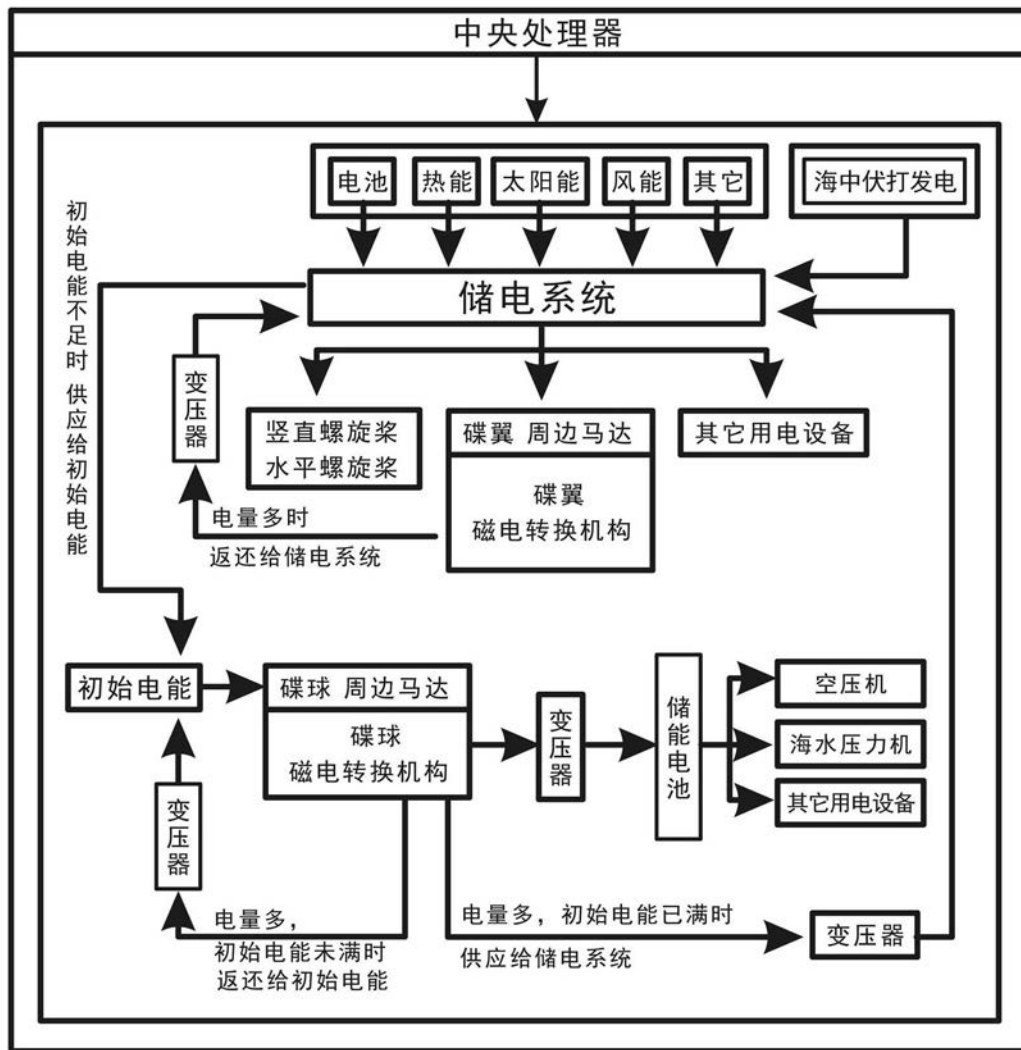 中央处理器
电池
热能
太阳能
风能
其它
海中伏打发电
储电系统
初始电能不足时 供应给初始电能
变压器
竖直螺旋桨
水平螺旋桨
碟翼 周边马达
碟翼
磁电转换机构
其它用电设备
电量多时
返还给储电系统
初始电能
碟球 周边马达
碟球
磁电转换机构
变压器
储能电池
空压机
海水压力机
其它用电设备
变压器
电量多，
初始电能未满时
返还给初始电能
电量多，初始电能已满时
供应给储电系统
变压器